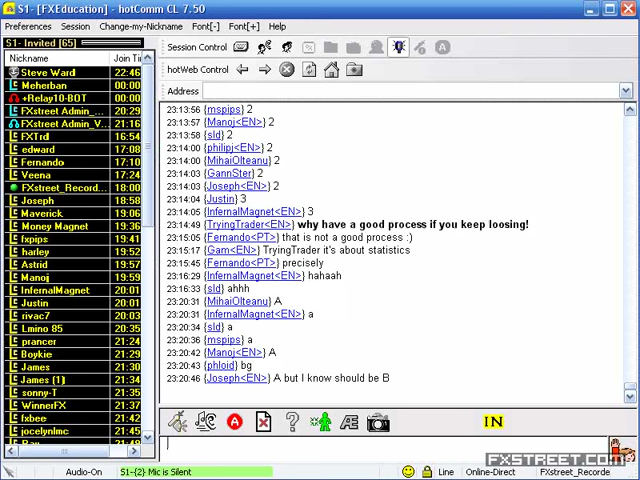 S1- [FXEducation] - hotComm CL 7.50
Preferences Session Change-my-Nickname Font[-] Font[+] Help
S1- Invited [65]
Session Control
Nickname Join Ti
hotWeb Control
Address
Steve Ward 22:46
Meherban 00:00
+Relay10-BOT 00:00
FXstreet Admin_ 20:29
FXstreet Admin_V... 21:16
FXTrd 16:54
edward 17:08
Fernando 17:10
Veena 17:24
FXstreet_Record... 18:00
Joseph 18:58
Maverick 19:06
Money Magnet 19:36
fxpips 19:41
harley 19:52
Astrid 19:53
Manoj 19:59
InfernalMagnet 20:01
Justin 20:01
rivac7 20:03
Lmino 85 20:35
prancer 21:24
Boykie 21:29
James 21:29
James (1) 21:29
sonny-T 21:29
WinnerFX 21:29
fxbee 21:29
jocelynlmc 21:29
23:13:56 {mspips} 2
23:13:57 {Manoj<EN>} 2
23:13:58 {sld} 2
23:14:00 {philipj<EN>} 2
23:14:00 {MihaiOlteanu} 2
23:14:03 {GannSter} 2
23:14:03 {Joseph<EN>} 2
23:14:04 {Justin} 3
23:14:05 {InfernalMagnet<EN>} 3
23:14:49 {TryingTrader<EN>} why have a good process if you keep loosing!
23:15:05 {Fernando<PT>} that is not a good process :)
23:15:17 {Gam<EN>} TryingTrader it's about statistics
23:15:45 {Fernando<PT>} precisely
23:16:29 {InfernalMagnet<EN>} hahaah
23:16:33 {sld} ahhh
23:20:31 {MihaiOlteanu} A
23:20:31 {InfernalMagnet<EN>} a
23:20:34 {sld} a
23:20:36 {mspips} a
23:20:42 {Manoj<EN>} A
23:20:43 {phloid} bg
23:20:46 {Joseph<EN>} A but I know should be B
IN
FXSTREET.COM
Audio-On S1~{2} Mic is Silent Line Online-Direct FXstreet_Recorde